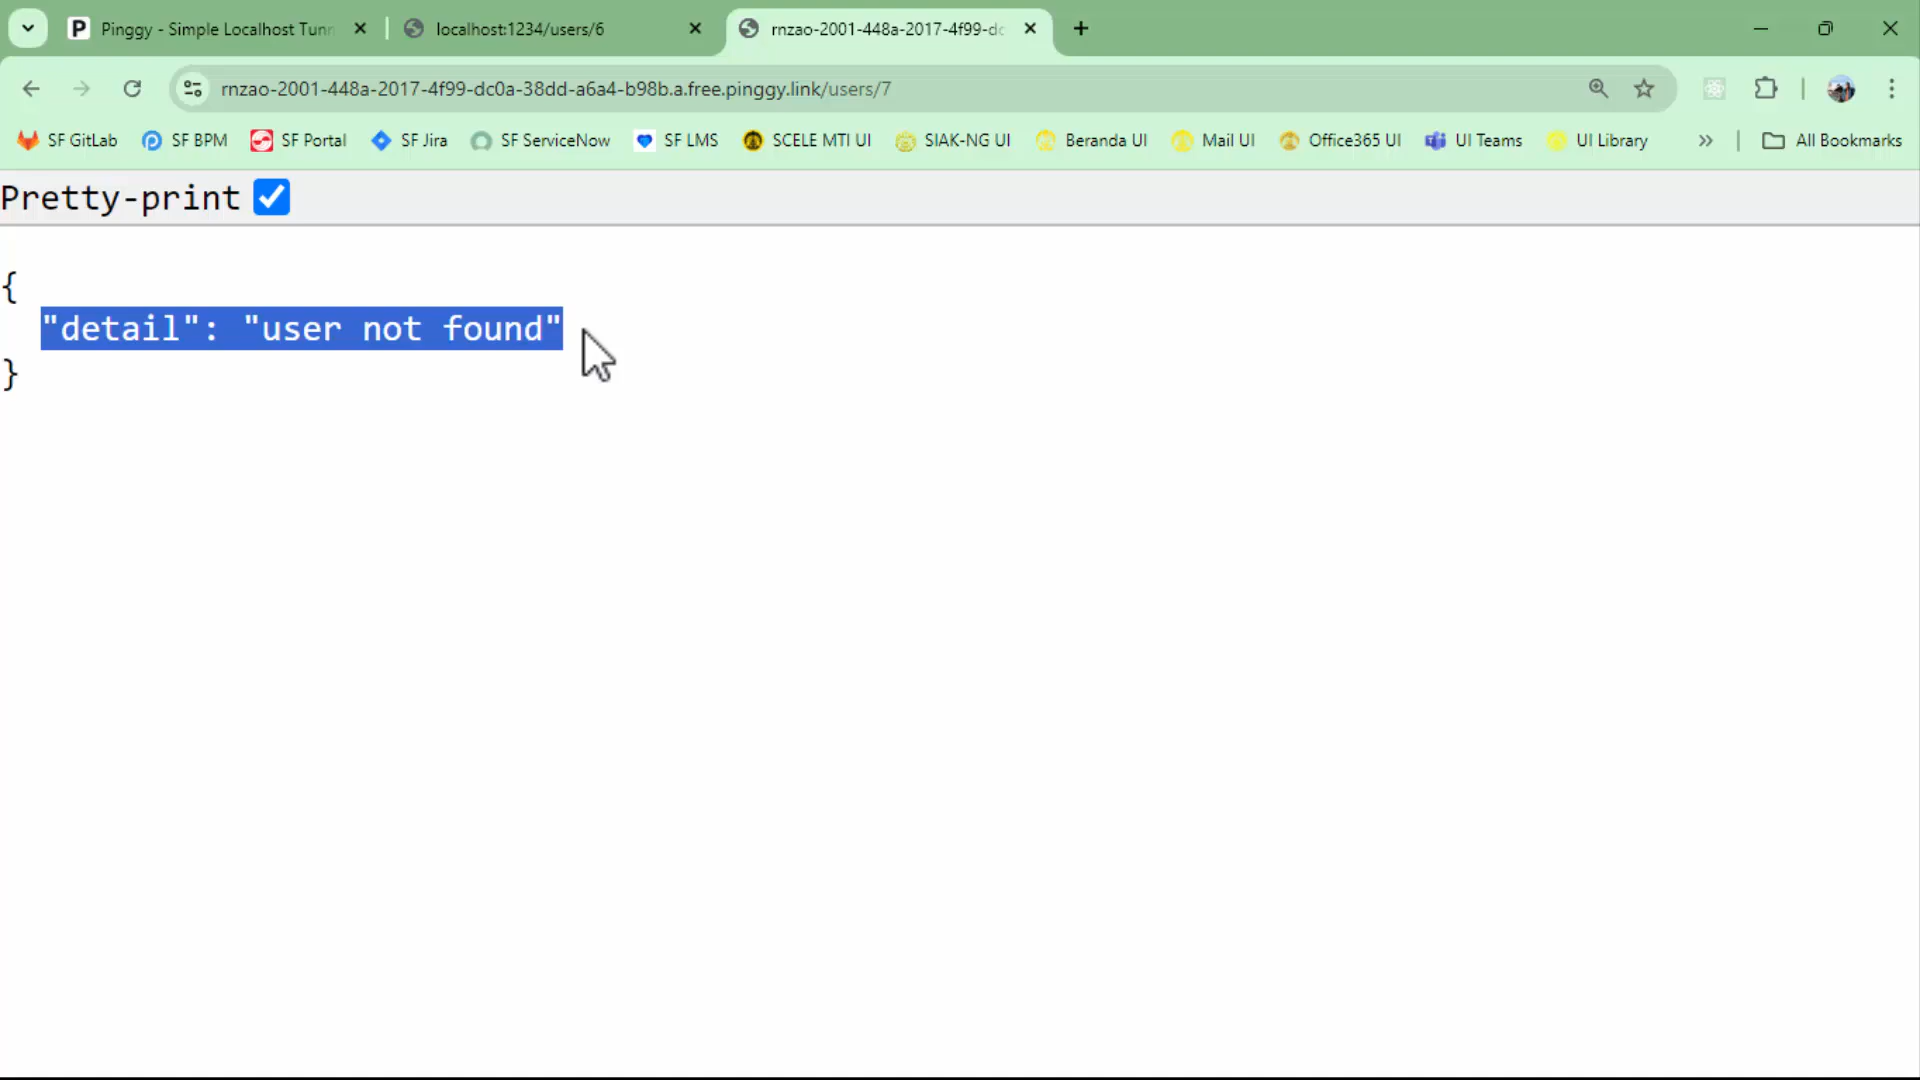 Pinggy - Simple Localhost Tunn
localhost:1234/users/6
rnzao-2001-448a-2017-4f99-dc
rnzao-2001-448a-2017-4f99-dc0a-38dd-a6a4-b98b.a.free.pinggy.link/users/7
SF GitLab
SF BPM
SF Portal
SF Jira
SF ServiceNow
SF LMS
SCELE MTI UI
SIAK-NG UI
Beranda UI
Mail UI
Office365 UI
UI Teams
UI Library
All Bookmarks
Pretty-print
{
"detail": "user not found"
}